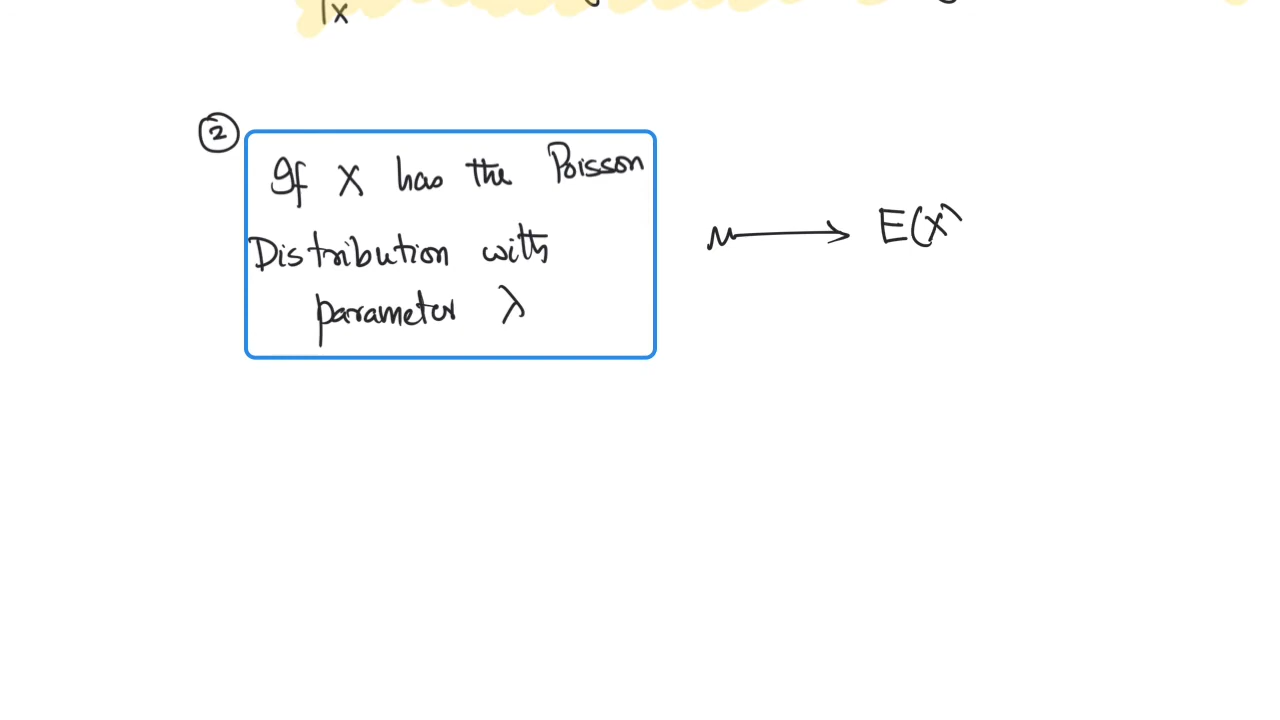 ②
If X has the Poisson
Distribution with
parameter λ
E(X)